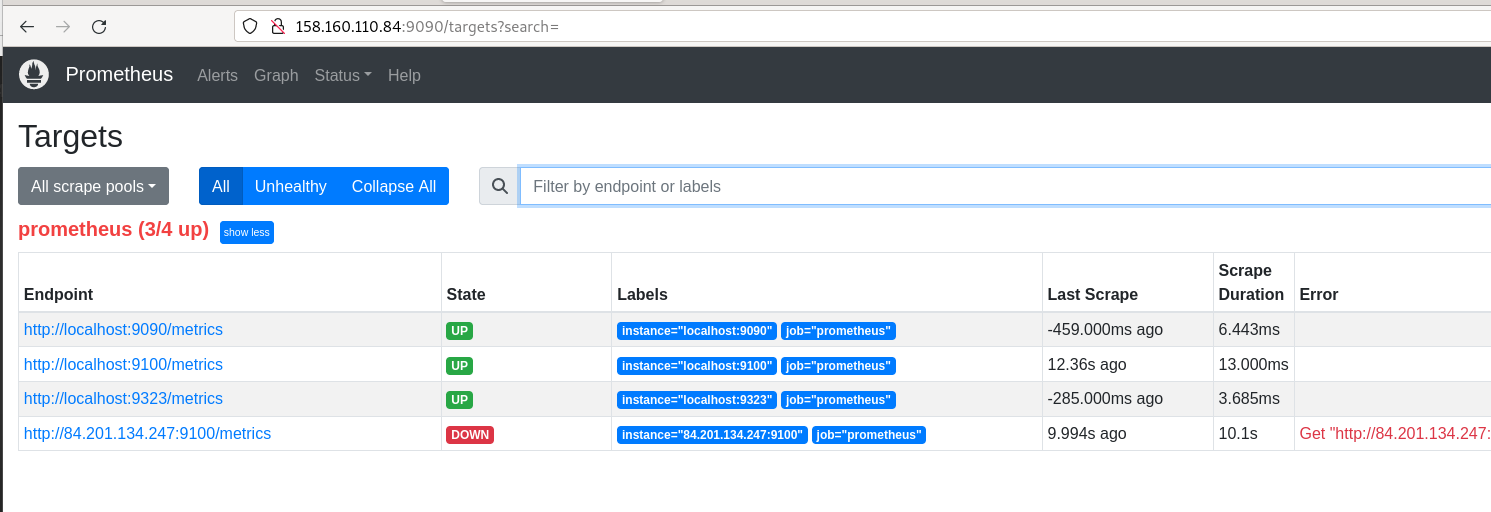 158.160.110.84:9090/targets?search=
Prometheus Alerts Graph Status Help
Targets
All scrape pools All Unhealthy Collapse All Filter by endpoint or labels
prometheus (3/4 up) show less
Endpoint State Labels Last Scrape Scrape Duration Error
http://localhost:9090/metrics UP instance="localhost:9090" job="prometheus" -459.000ms ago 6.443ms
http://localhost:9100/metrics UP instance="localhost:9100" job="prometheus" 12.36s ago 13.000ms
http://localhost:9323/metrics UP instance="localhost:9323" job="prometheus" -285.000ms ago 3.685ms
http://84.201.134.247:9100/metrics DOWN instance="84.201.134.247:9100" job="prometheus" 9.994s ago 10.1s Get "http://84.201.134.247: